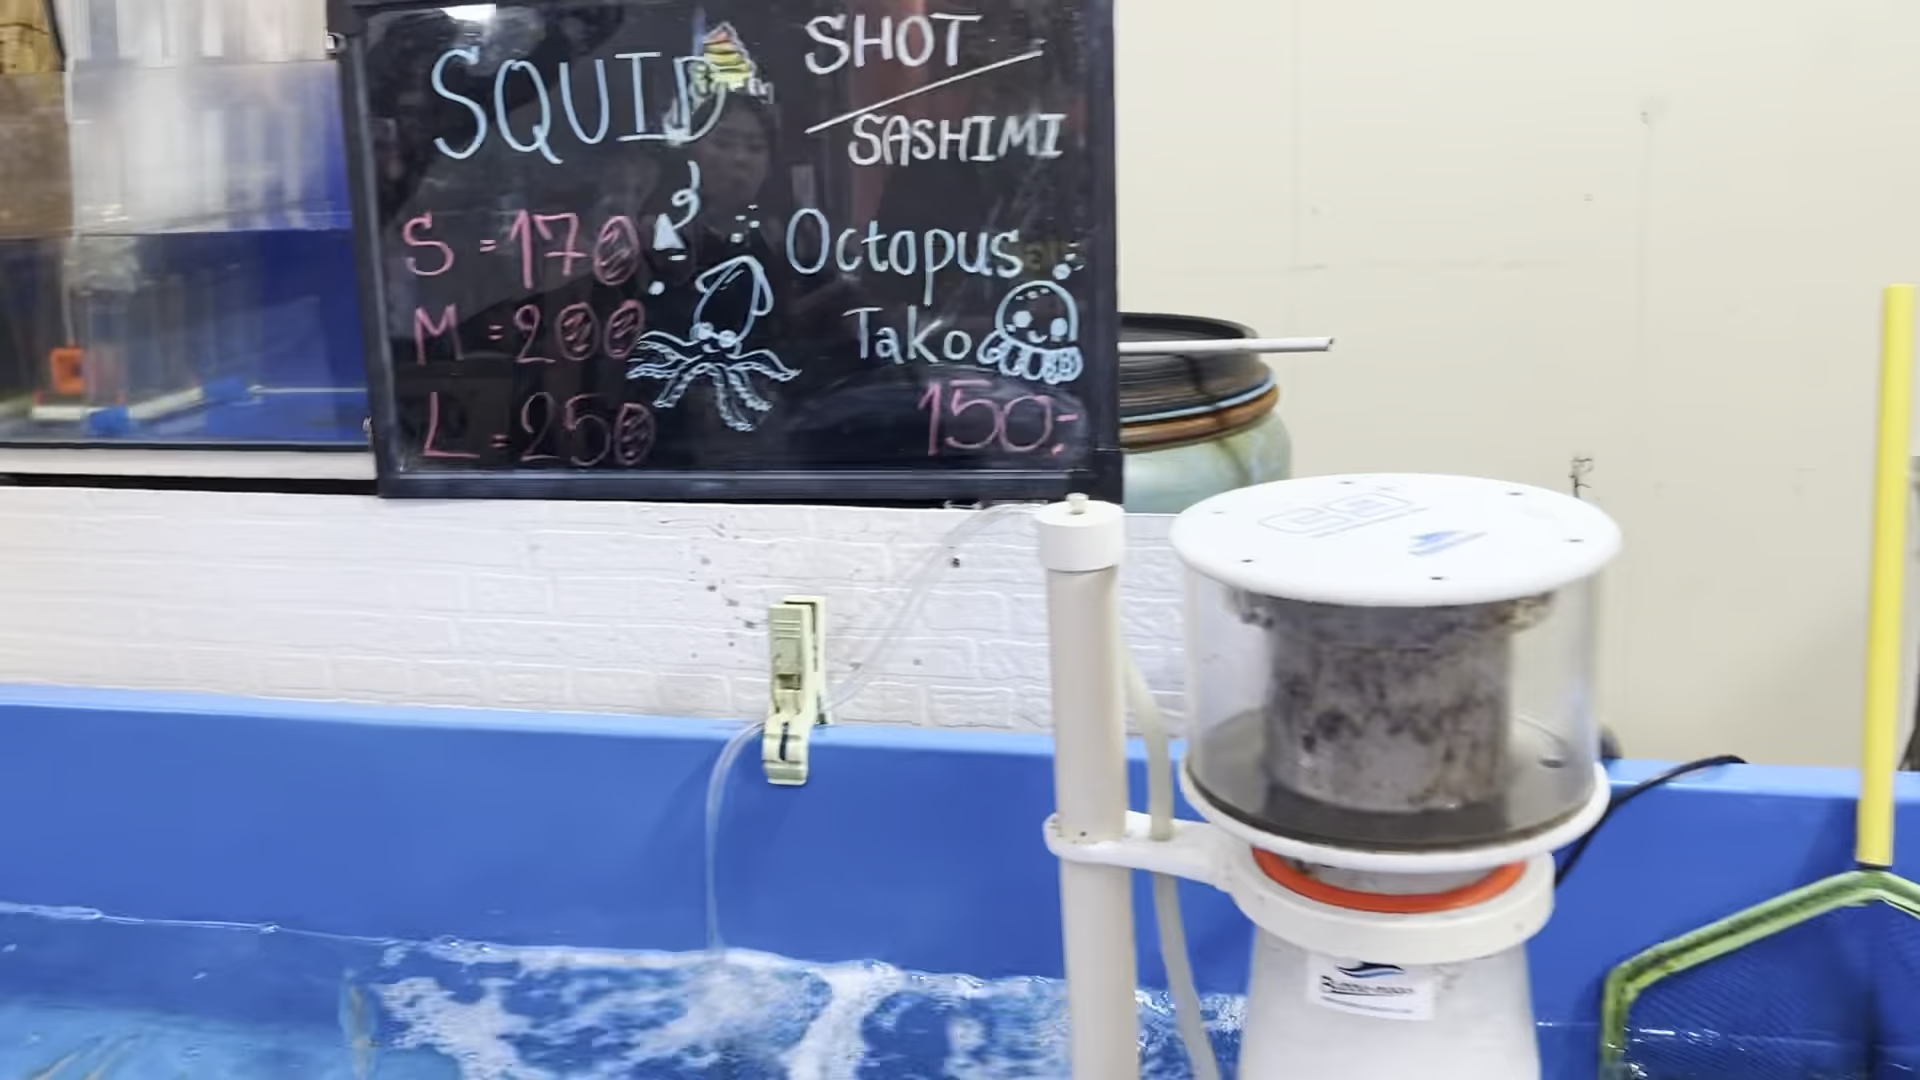 SQUID
S = 170
M = 200
L = 250
SHOT
/
SASHIMI
Octopus
Tako
150.-